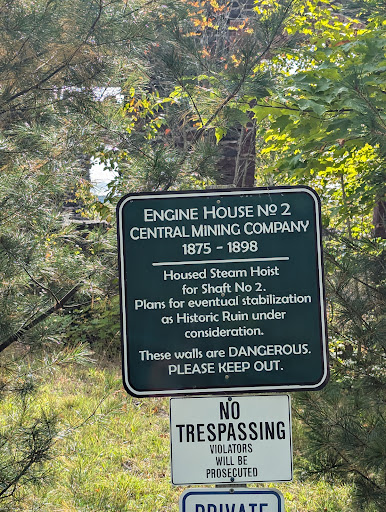 ENGINE HOUSE Nº 2
CENTRAL MINING COMPANY
1875 - 1898
Housed Steam Hoist
for Shaft No 2.
Plans for eventual stabilization
as Historic Ruin under
consideration.
These walls are DANGEROUS.
PLEASE KEEP OUT.
NO
TRESPASSING
VIOLATORS
WILL BE
PROSECUTED
PRIVATE